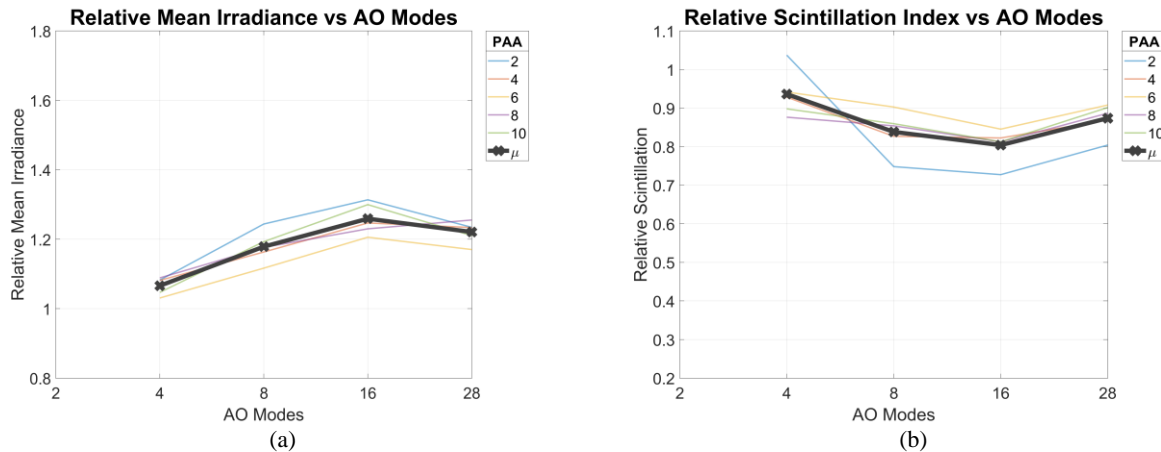 Relative Mean Irradiance vs AO Modes
1.8
1.6
1.4
1.2
1
0.8
Relative Mean Irradiance
2 4 8 16 28
AO Modes
PAA
2
4
6
8
10
μ
(a)
Relative Scintillation Index vs AO Modes
1.1
1
0.9
0.8
0.7
0.6
0.5
0.4
0.3
0.2
Relative Scintillation
2 4 8 16 28
AO Modes
PAA
2
4
6
8
10
μ
(b)